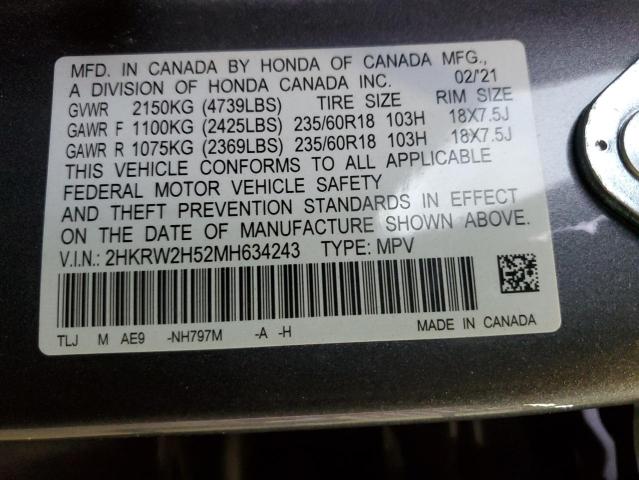 MFD. IN CANADA BY HONDA OF CANADA MFG.,
A DIVISION OF HONDA CANADA INC. 02/'21
GVWR 2150KG (4739LBS) TIRE SIZE RIM SIZE
GAWR F 1100KG (2425LBS) 235/60R18 103H 18X7.5J
GAWR R 1075KG (2369LBS) 235/60R18 103H 18X7.5J
THIS VEHICLE CONFORMS TO ALL APPLICABLE
FEDERAL MOTOR VEHICLE SAFETY
AND THEFT PREVENTION STANDARDS IN EFFECT
ON THE DATE OF MANUFACTURE SHOWN ABOVE.
V.I.N.: 2HKRW2H52MH634243 TYPE: MPV
TLJ M AE9 -NH797M -A -H MADE IN CANADA